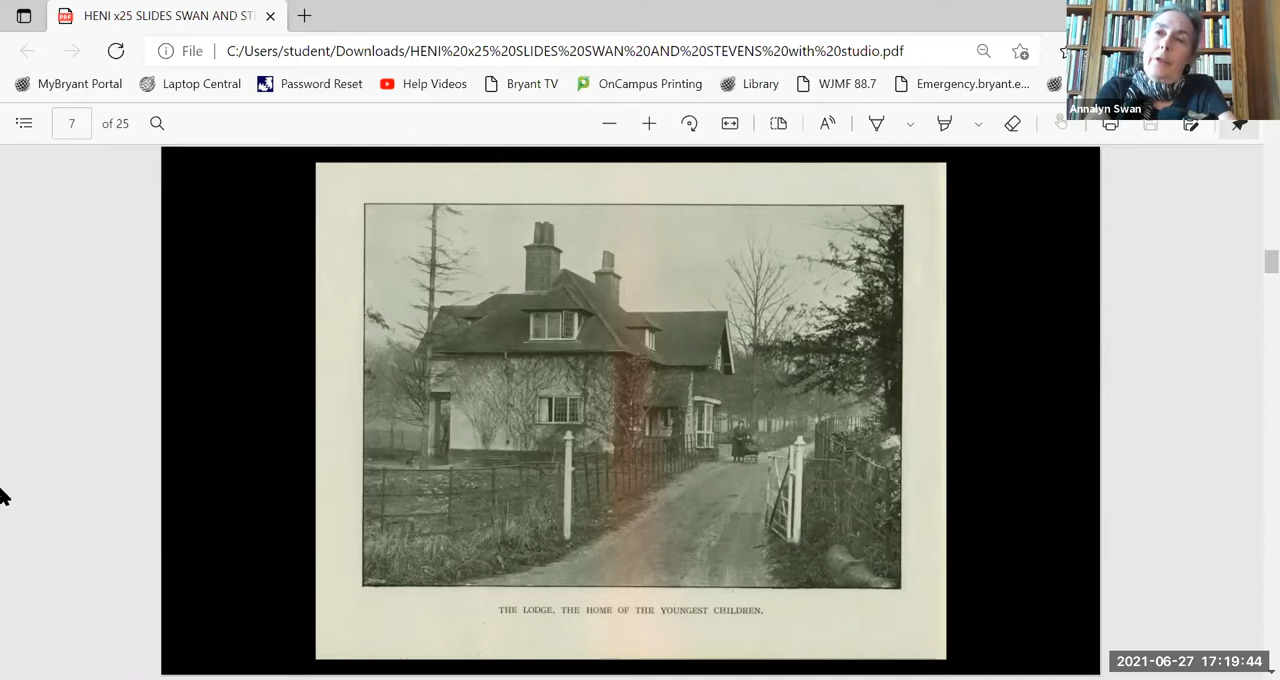 HENI x25 SLIDES SWAN AND ST
File
C:/Users/student/Downloads/HENI%20x25%20SLIDES%20SWAN%20AND%20STEVENS%20with%20studio.pdf
MyBryant Portal
Laptop Central
Password Reset
Help Videos
Bryant TV
OnCampus Printing
Library
WJMF 88.7
Emergency.bryant.e...
Annalyn Swan
7 of 25
THE LODGE, THE HOME OF THE YOUNGEST CHILDREN.
2021-06-27 17:19:44